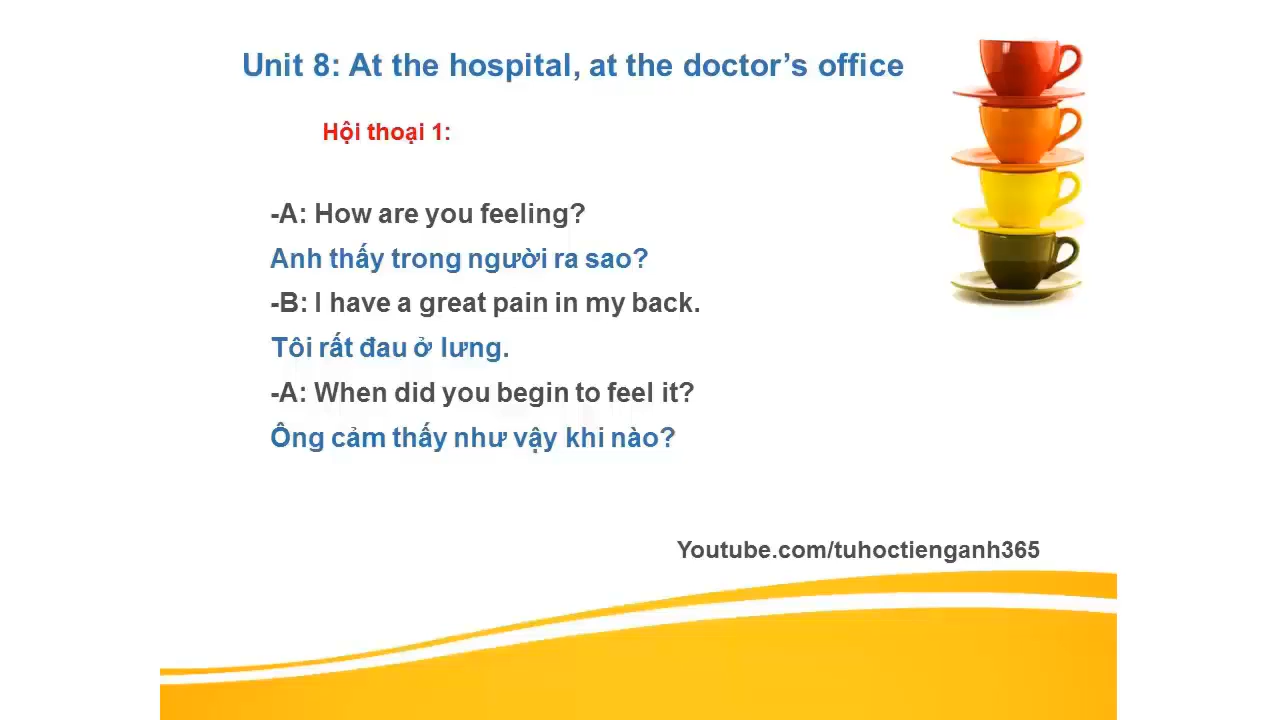 Unit 8: At the hospital, at the doctor’s office
Hội thoại 1:
-A: How are you feeling?
Anh thấy trong người ra sao?
-B: I have a great pain in my back.
Tôi rất đau ở lưng.
-A: When did you begin to feel it?
Ông cảm thấy như vậy khi nào?
Youtube.com/tuhoctienganh365